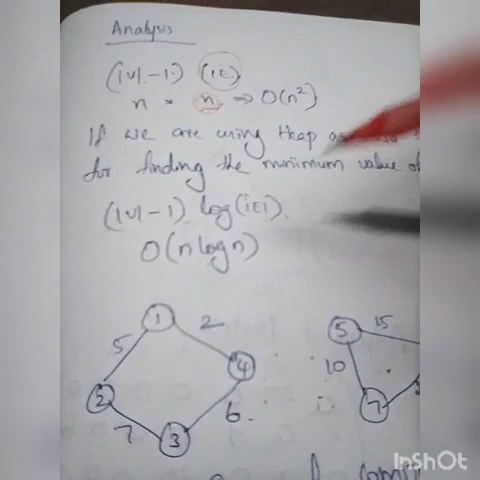 Analysis
(|V| - 1) (|E|
n * n ⇒ O(n²)
If we are using Heap
for finding the minimum value of
(|V| - 1) log(|E|)
O(n log n)
1 2 5 15
5 4 10
2 7
7 3 6
InShOt